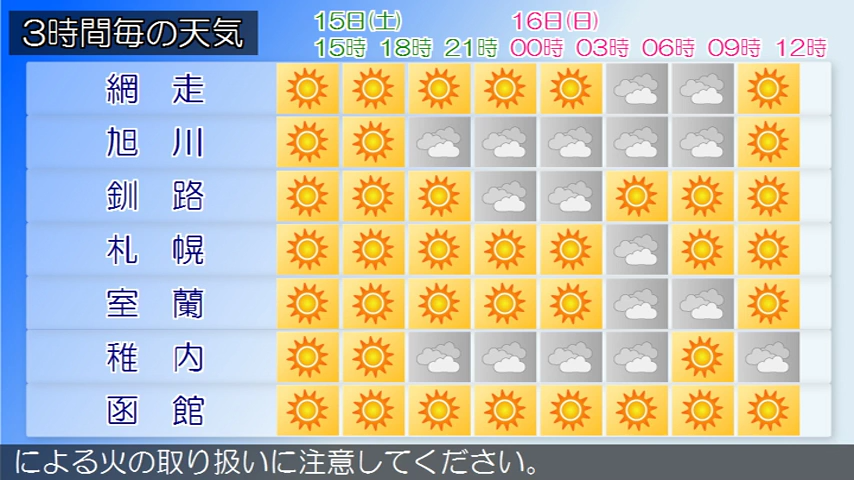 3時間毎の天気
15日(土) 16日(日)
15時 18時 21時 00時 03時 06時 09時 12時
網走
旭川
釧路
札幌
室蘭
稚内
函館
による火の取り扱いに注意してください。